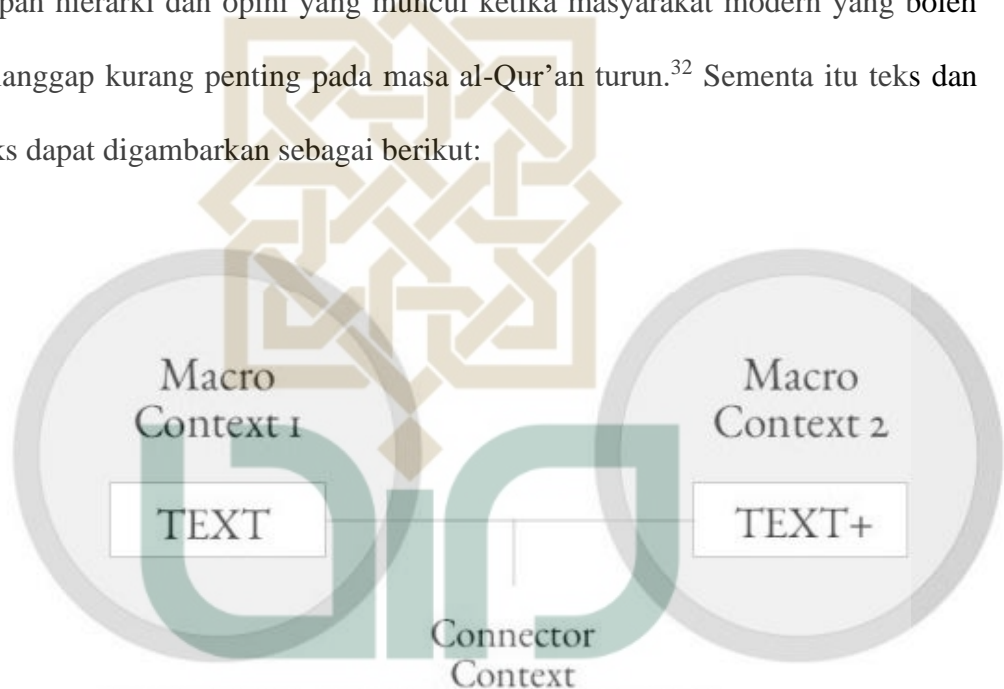 hierarki dan opini yang muncul ketika masyarakat modern yang boleh
anggap kurang penting pada masa al-Qur'an turun.³² Sementa itu teks dan
dapat digambarkan sebagai berikut:
Macro
Context 1
Macro
Context 2
TEXT
TEXT+
Connector
Context